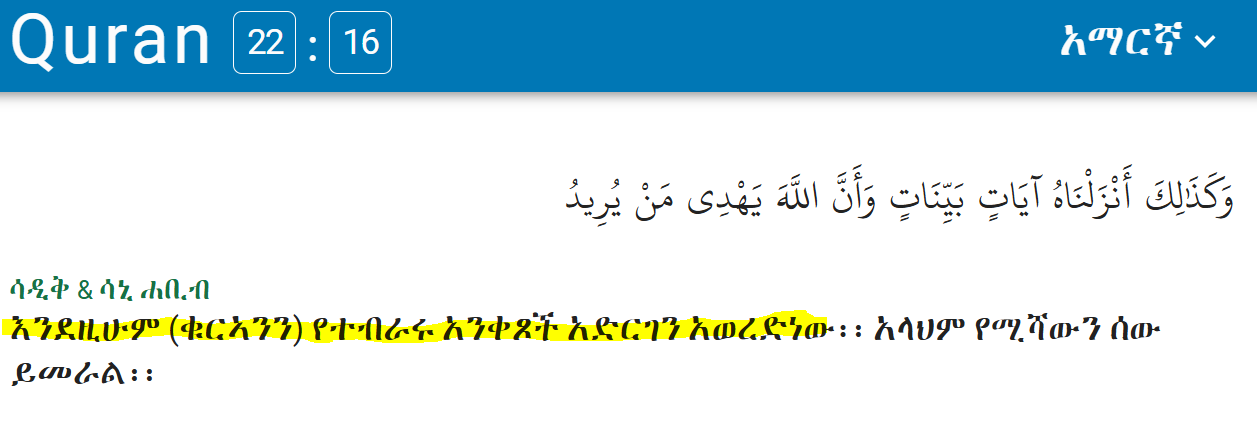 Quran 22 : 16 አማርኛ
وَكَذَٰلِكَ أَنْزَلْنَاهُ آيَاتٍ بَيِّنَاتٍ وَأَنَّ اللَّهَ يَهْدِى مَنْ يُرِيدُ
ሳዲቅ & ሳኒ ሐቢብ
እንደዚሁም (ቁርኣንን) የተብራሩ አንቀጾች አድርገን አወረድነው፡፡ አላህም የሚሻውን ሰው
ይመራል፡፡